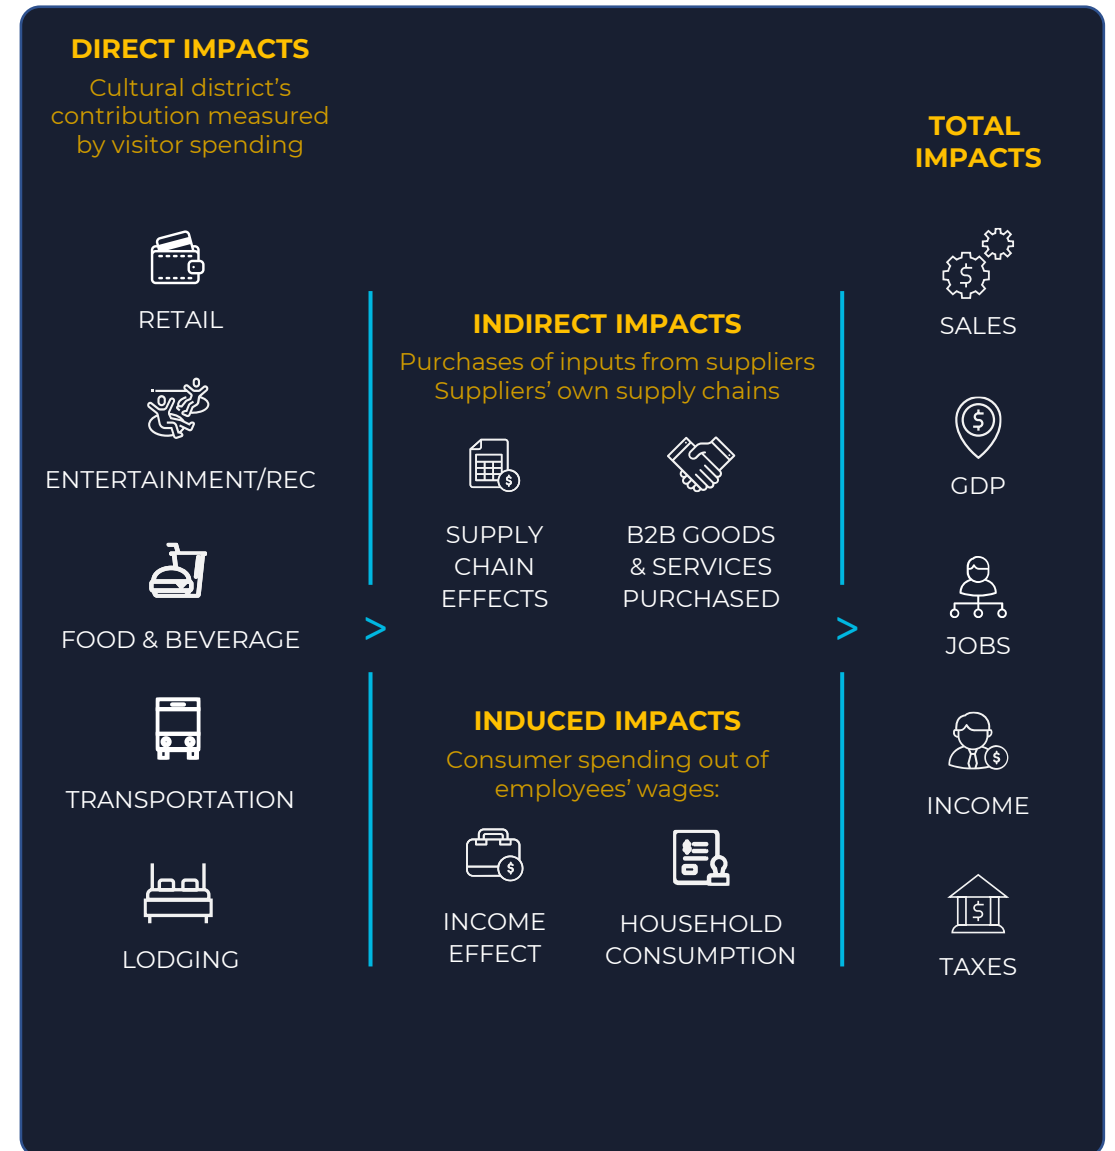 DIRECT IMPACTS
Cultural district’s
contribution measured
by visitor spending
RETAIL
ENTERTAINMENT/REC
FOOD & BEVERAGE
TRANSPORTATION
LODGING
>
INDIRECT IMPACTS
Purchases of inputs from suppliers
Suppliers’ own supply chains
$
SUPPLY
CHAIN
EFFECTS
B2B GOODS
& SERVICES
PURCHASED
INDUCED IMPACTS
Consumer spending out of
employees’ wages:
$
INCOME
EFFECT
HOUSEHOLD
CONSUMPTION
>
TOTAL
IMPACTS
$
SALES
$
GDP
JOBS
$
INCOME
$
TAXES